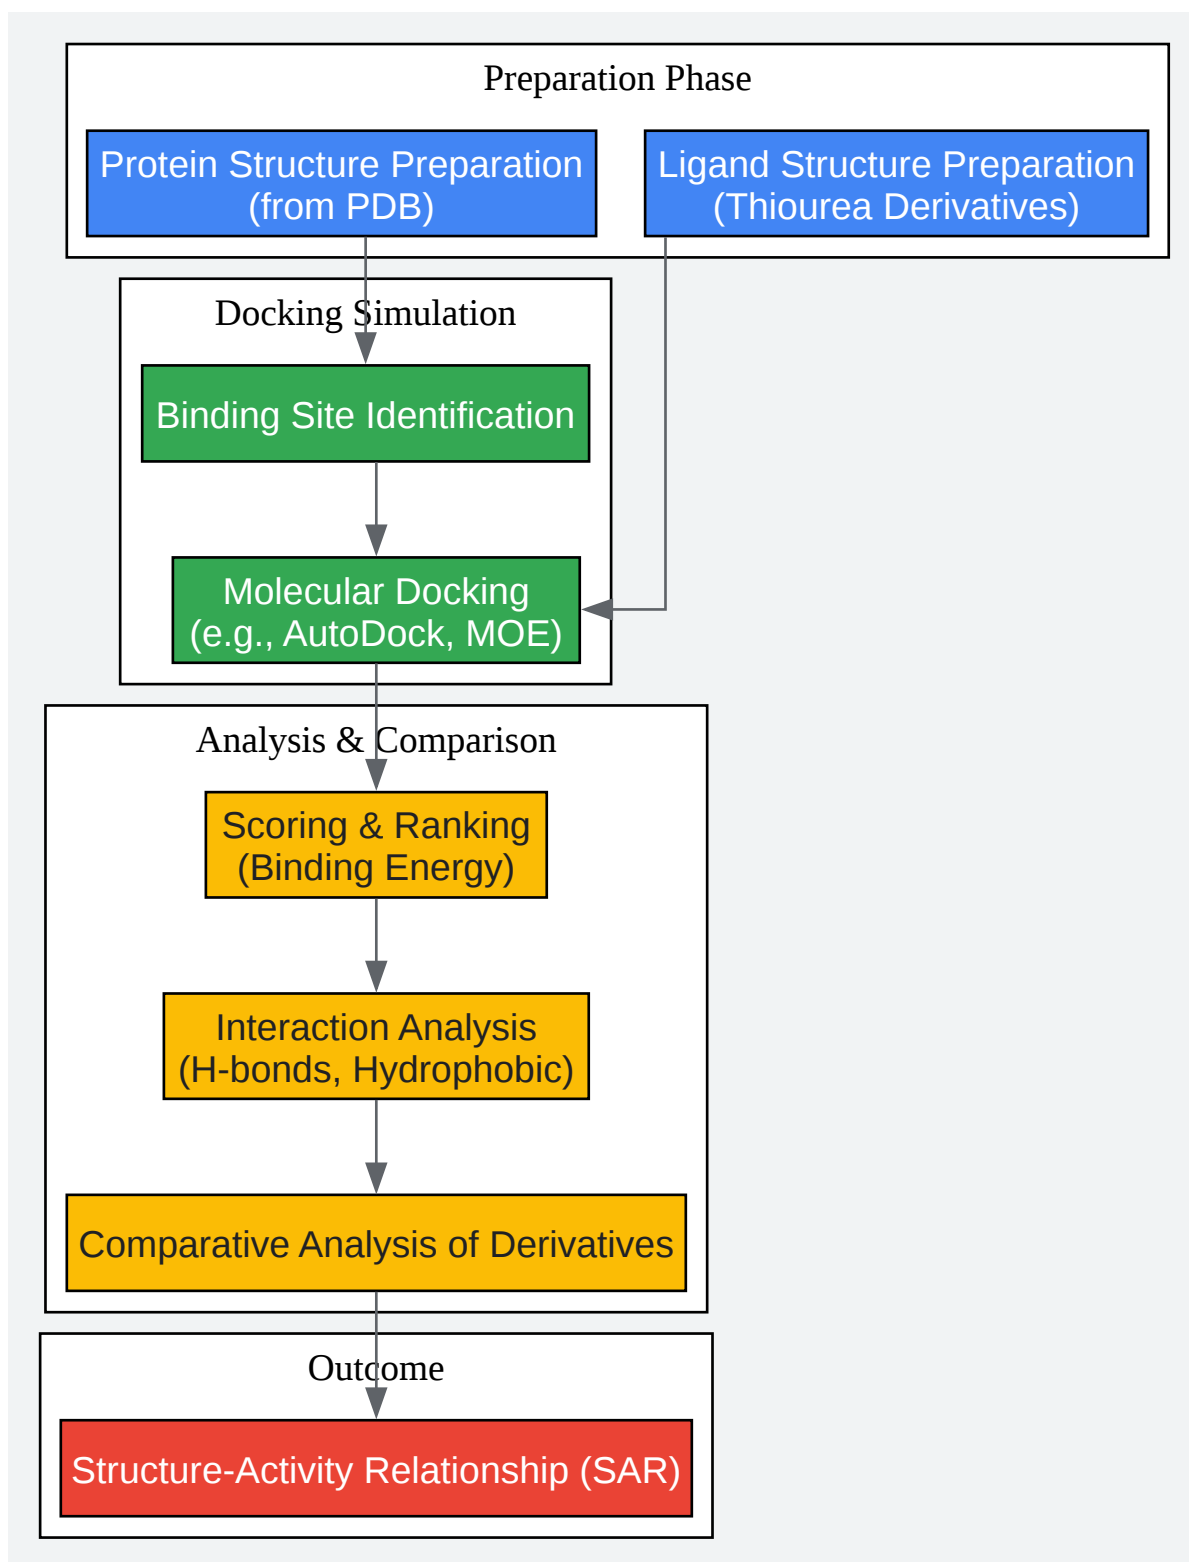 Preparation Phase
Protein Structure Preparation
(from PDB)
Ligand Structure Preparation
(Thiourea Derivatives)
Docking Simulation
Binding Site Identification
Molecular Docking
(e.g., AutoDock, MOE)
Analysis & Comparison
Scoring & Ranking
(Binding Energy)
Interaction Analysis
(H-bonds, Hydrophobic)
Comparative Analysis of Derivatives
Outcome
Structure-Activity Relationship (SAR)